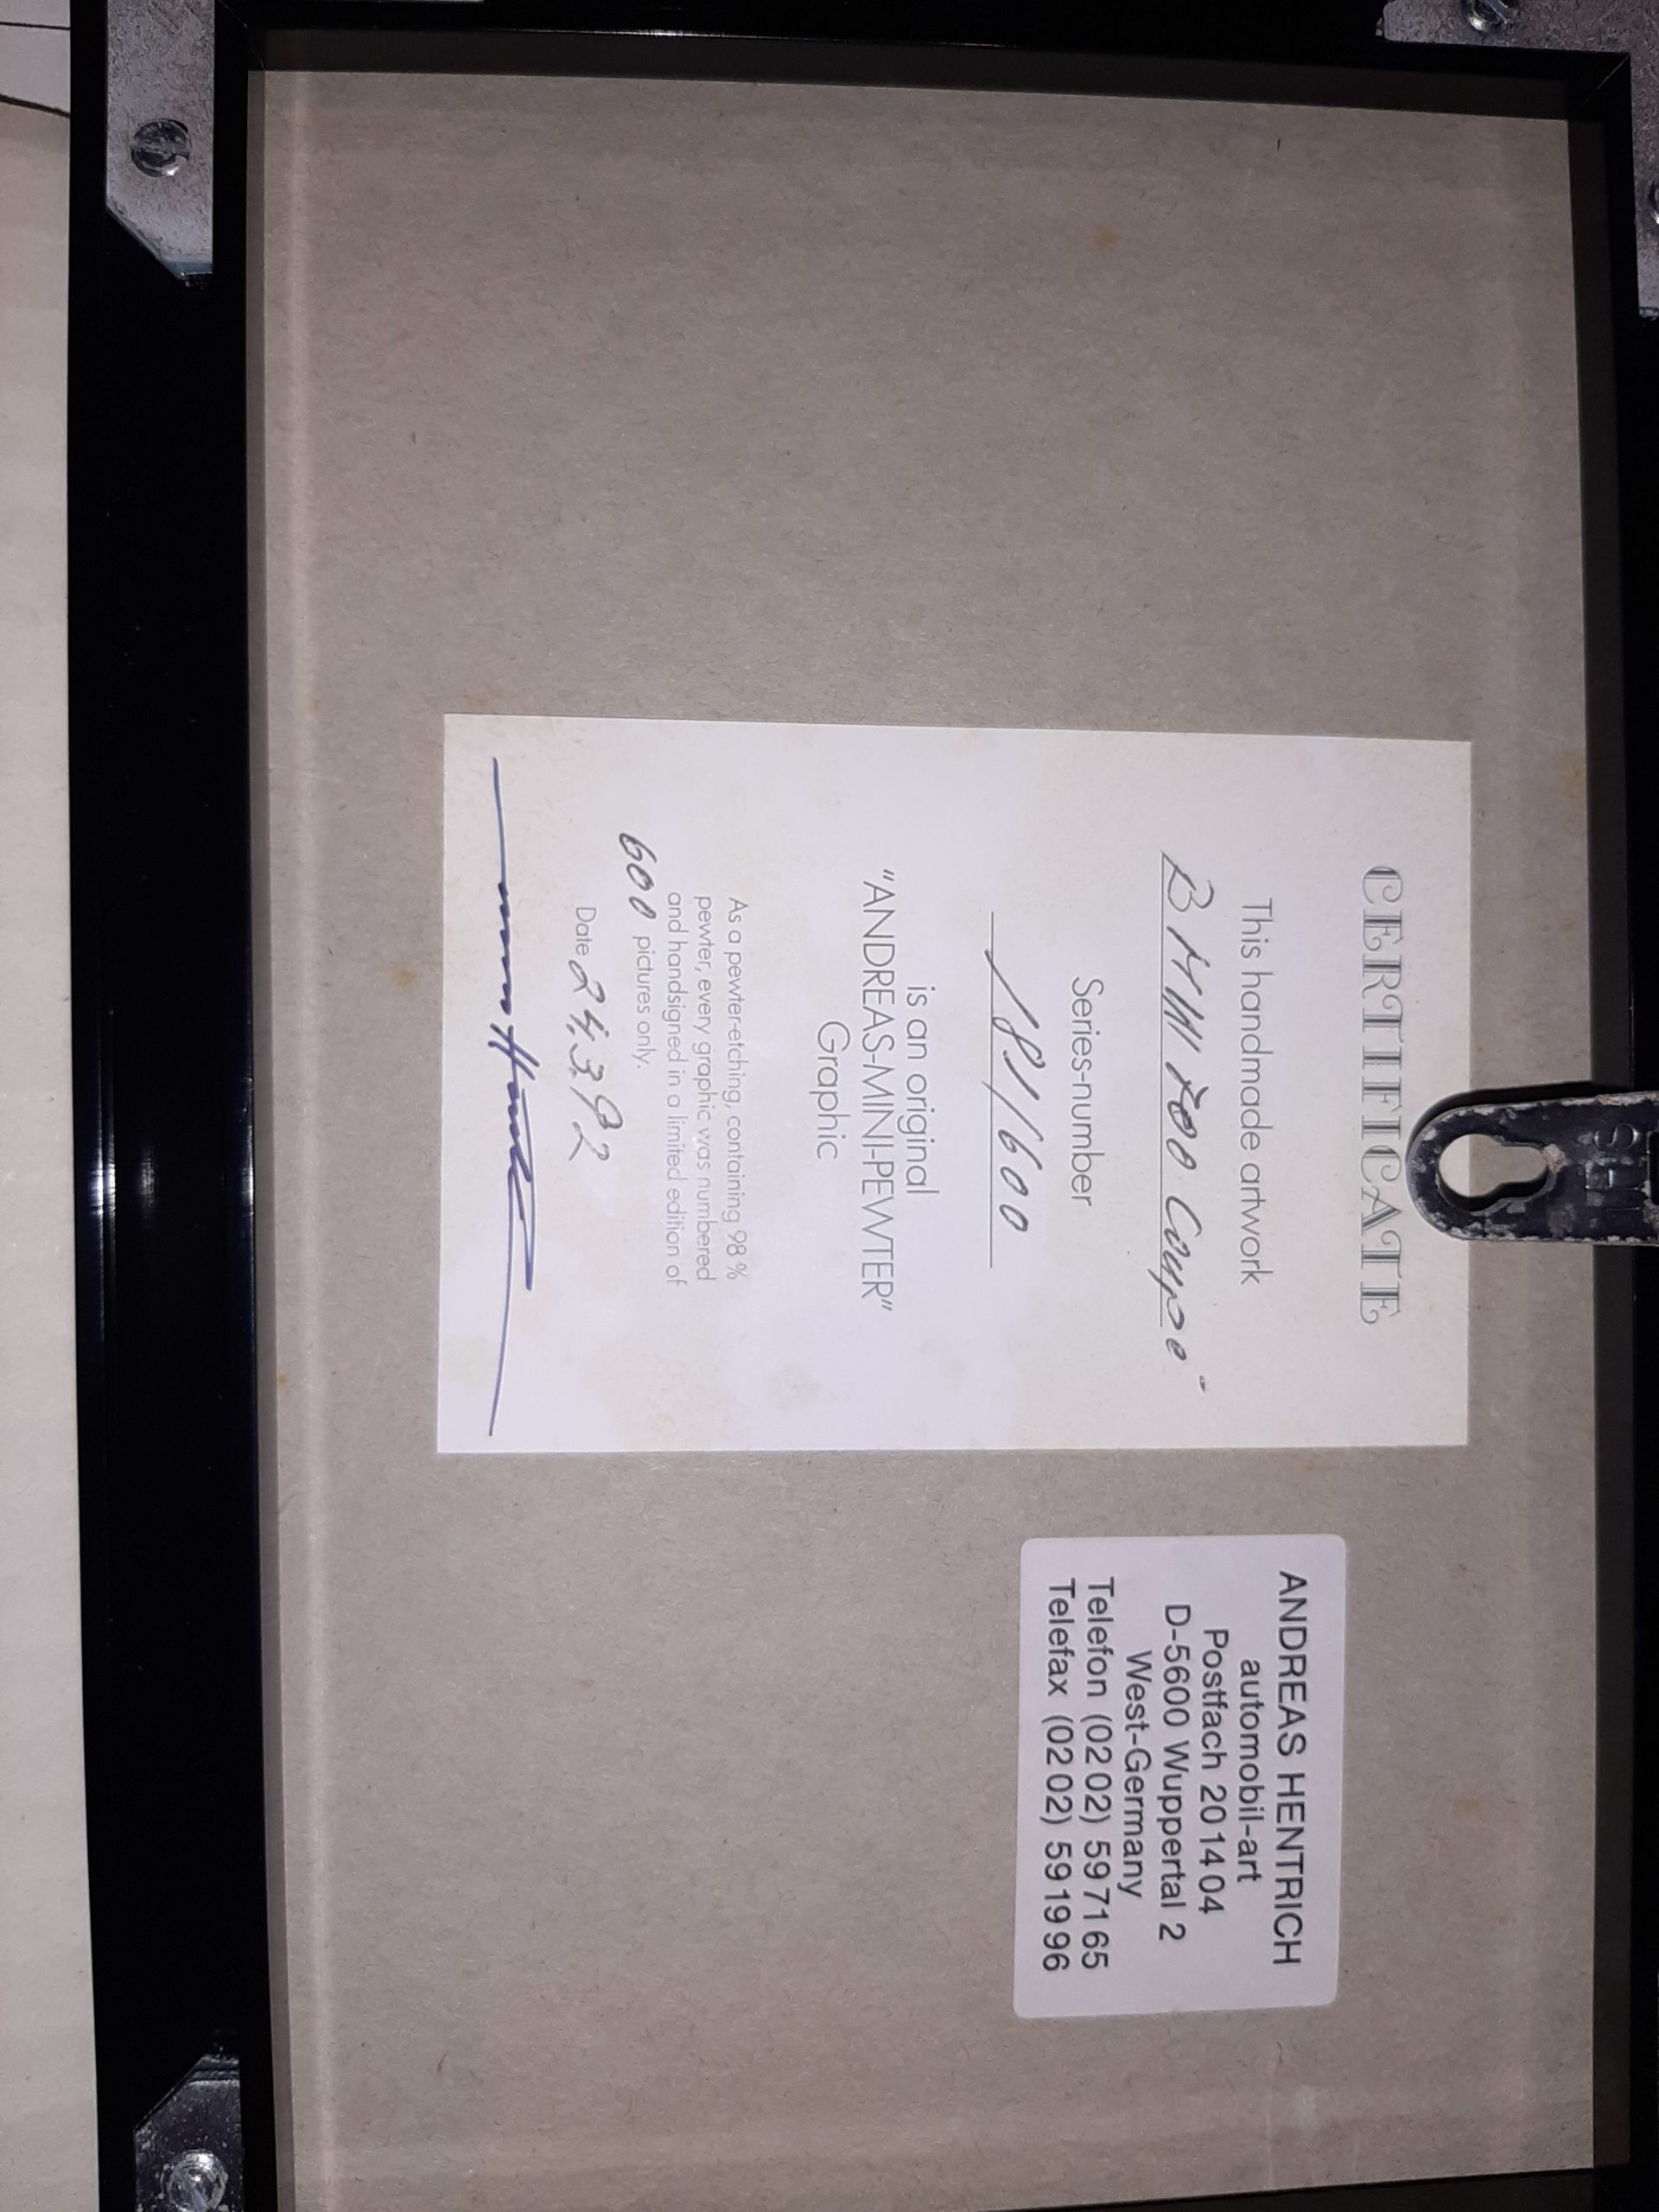 CERTIFICATE
This handmade artwork
BMW 700 Coupe"
Series-number
181/600
is an original
"ANDREAS-MINI-PEWTER"
Graphic
As a pewter-etching, containing 98 %
pewter, every graphic was numbered
and handsigned in a limited edition of
600 pictures only.
Date 24.3.92
ANDREAS HENTRICH
automobil-art
Postfach 20 14 04
D-5600 Wuppertal 2
West-Germany
Telefon (02 02) 59 71 65
Telefax (02 02) 59 19 96